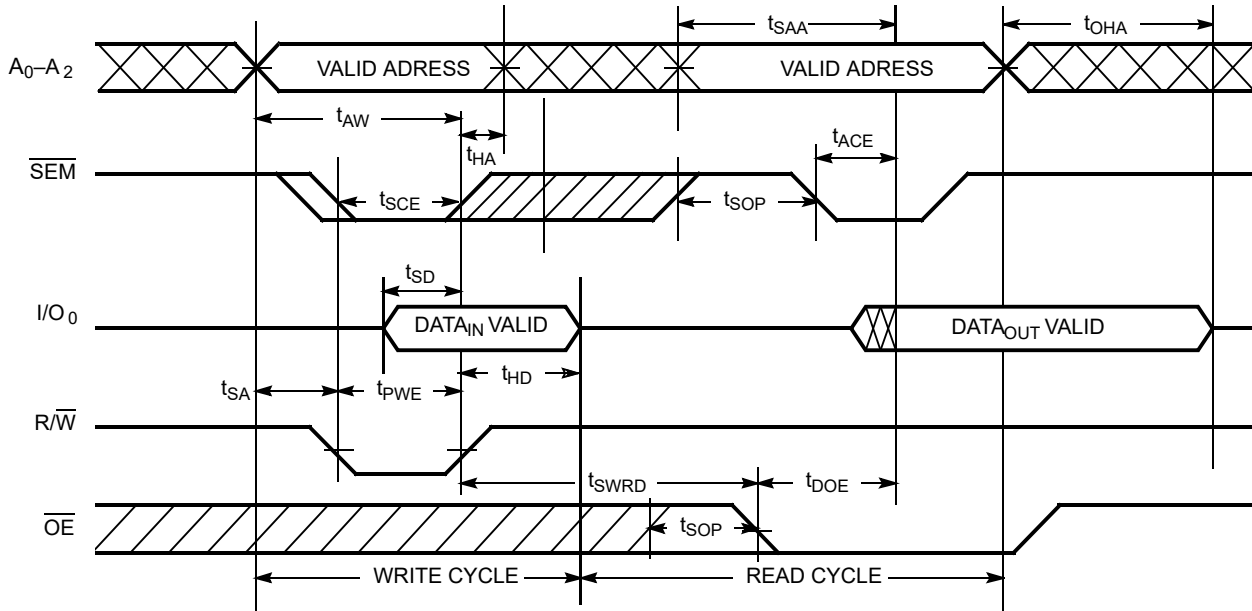 tSAA tOHA
A0–A2 VALID ADRESS VALID ADRESS
tAW tHA tACE
SEM tSCE tSOP
tSD
I/O0 DATAIN VALID DATAOUT VALID
tSA tPWE tHD
R/W
tSWRD tDOE
OE tSOP
WRITE CYCLE READ CYCLE